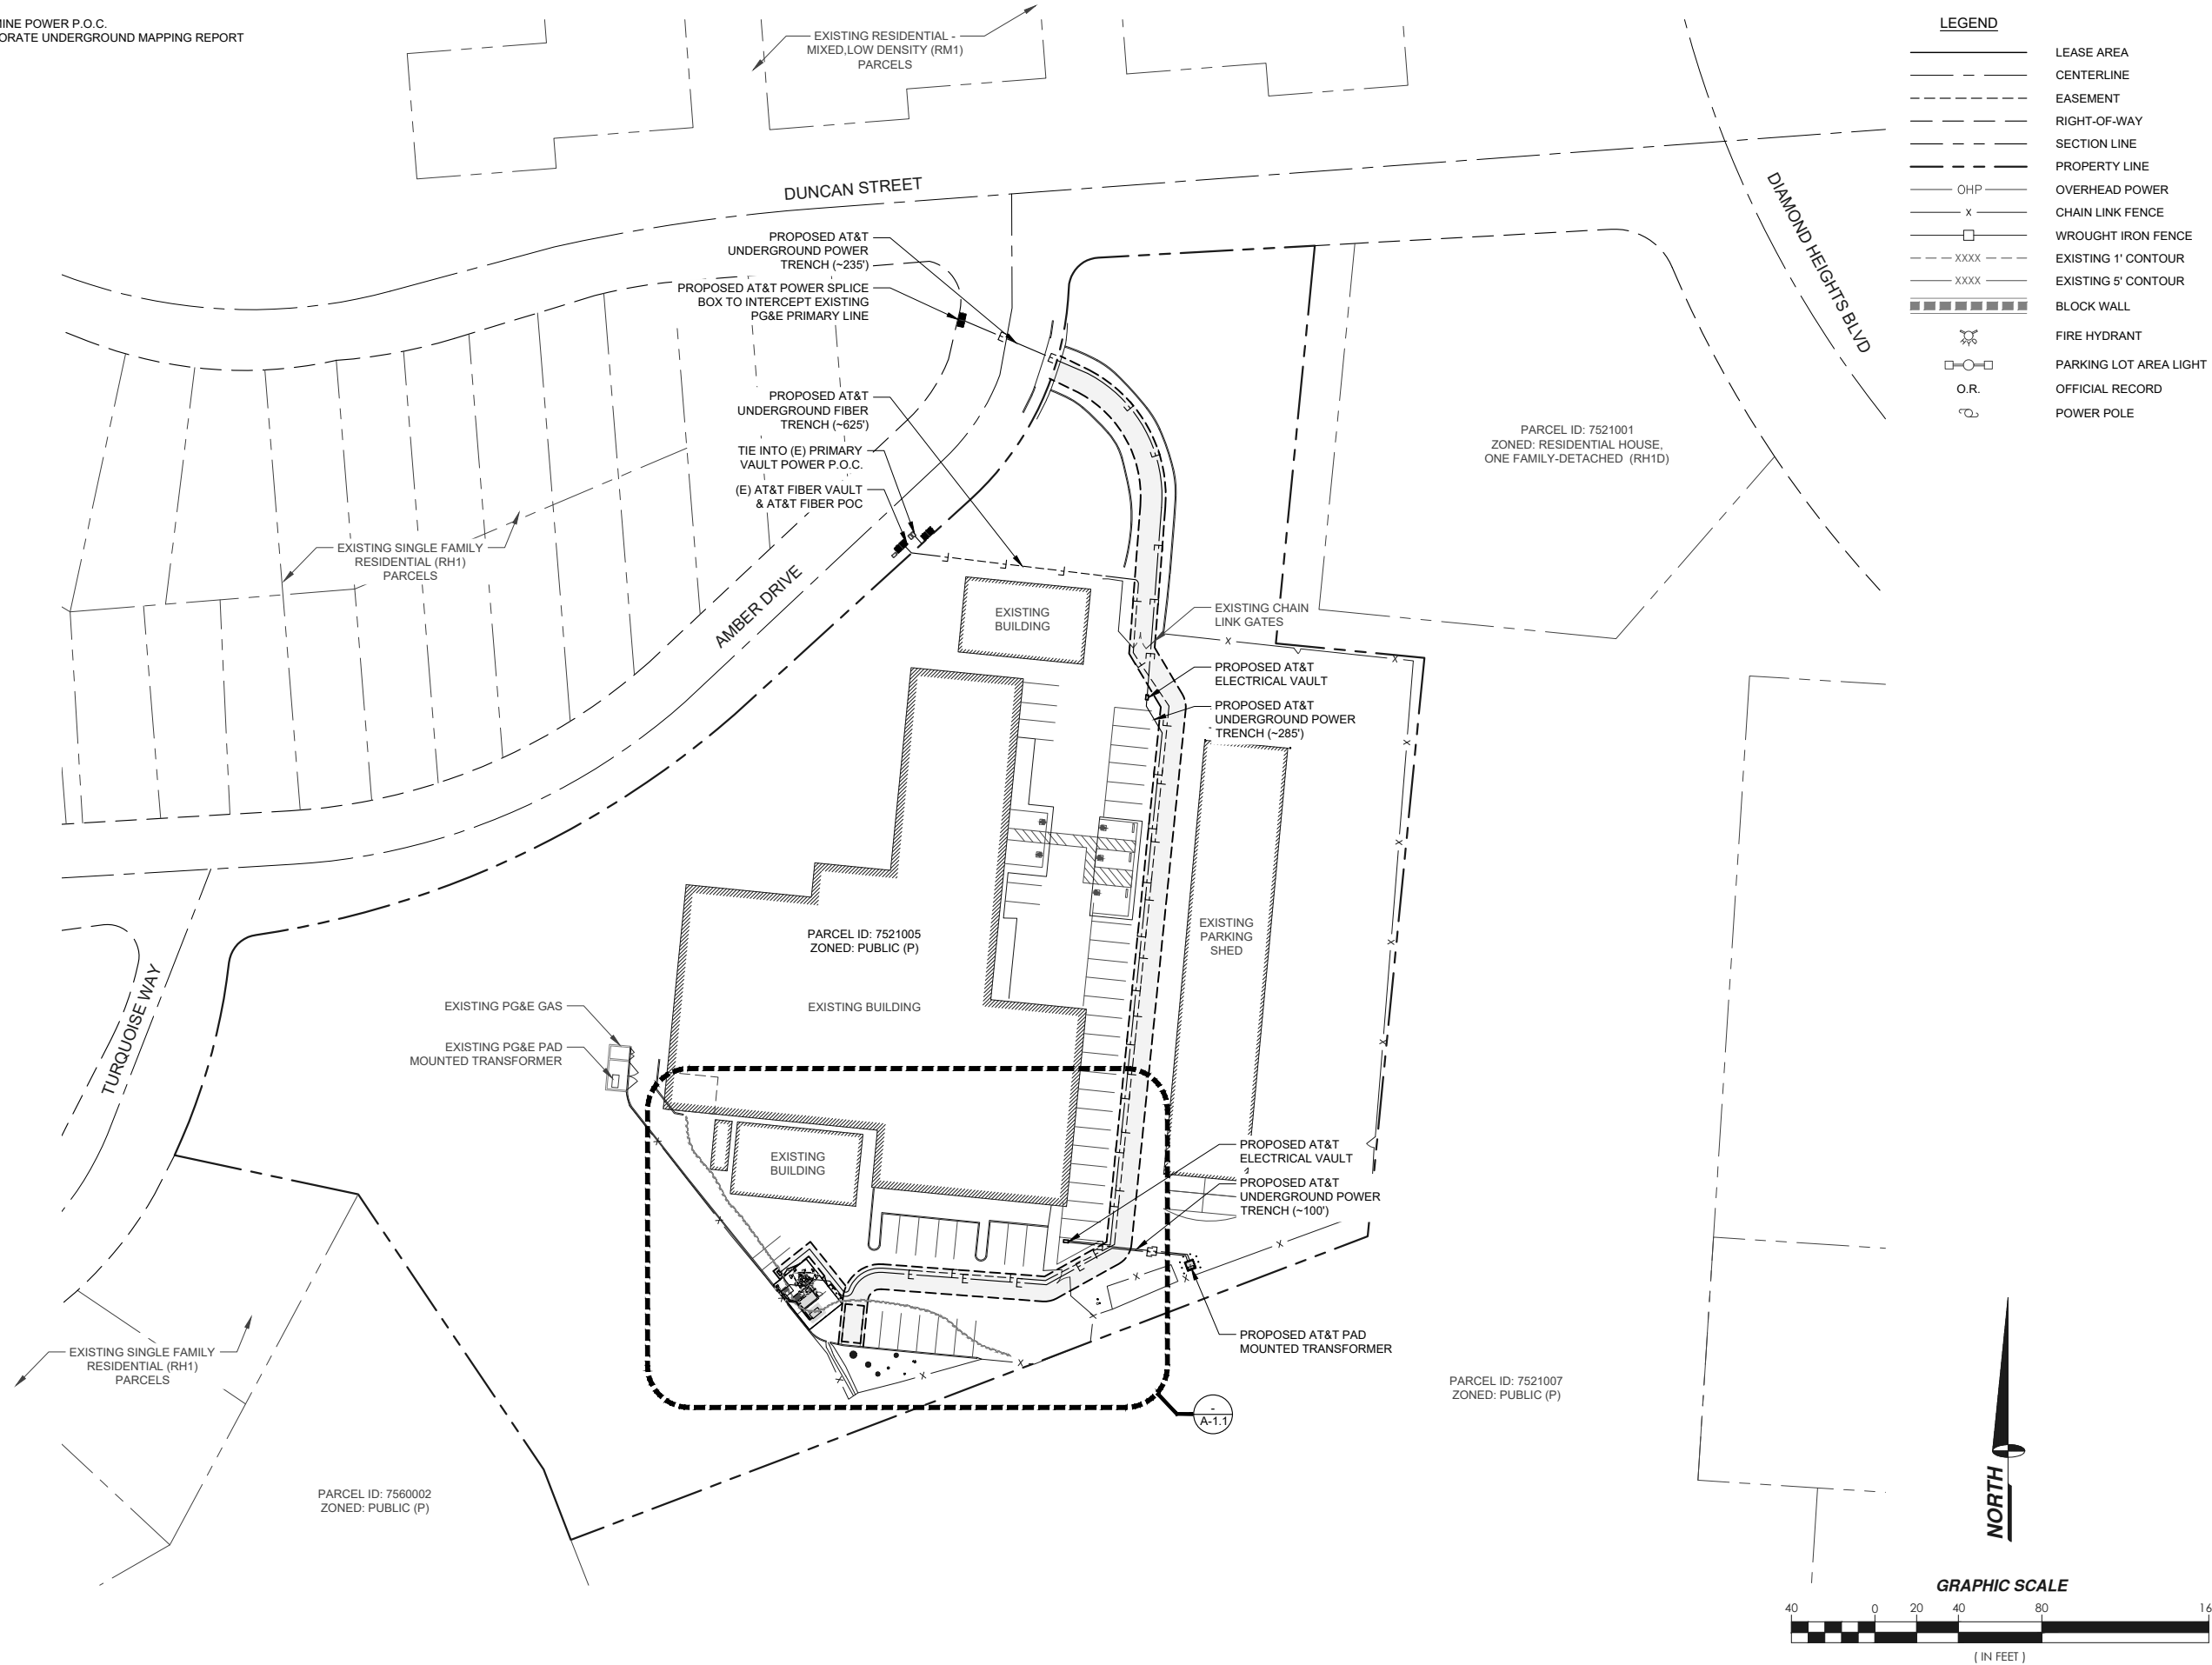 MINE POWER P.O.C.
ORATE UNDERGROUND MAPPING REPORT
EXISTING RESIDENTIAL -
MIXED,LOW DENSITY (RM1)
PARCELS
LEGEND
LEASE AREA
CENTERLINE
EASEMENT
RIGHT-OF-WAY
SECTION LINE
PROPERTY LINE
OHP OVERHEAD POWER
X CHAIN LINK FENCE
WROUGHT IRON FENCE
XXXX EXISTING 1' CONTOUR
XXXX EXISTING 5' CONTOUR
BLOCK WALL
FIRE HYDRANT
PARKING LOT AREA LIGHT
O.R. OFFICIAL RECORD
POWER POLE
DUNCAN STREET
DIAMOND HEIGHTS BLVD
PROPOSED AT&T
UNDERGROUND POWER
TRENCH (~235')
PROPOSED AT&T POWER SPLICE
BOX TO INTERCEPT EXISTING
PG&E PRIMARY LINE
PROPOSED AT&T
UNDERGROUND FIBER
TRENCH (~625')
TIE INTO (E) PRIMARY
VAULT POWER P.O.C.
(E) AT&T FIBER VAULT
& AT&T FIBER POC
PARCEL ID: 7521001
ZONED: RESIDENTIAL HOUSE,
ONE FAMILY-DETACHED (RH1D)
EXISTING SINGLE FAMILY
RESIDENTIAL (RH1)
PARCELS
AMBER DRIVE
EXISTING
BUILDING
EXISTING CHAIN
LINK GATES
PROPOSED AT&T
ELECTRICAL VAULT
PROPOSED AT&T
UNDERGROUND POWER
TRENCH (~285')
EXISTING
PARKING
SHED
PARCEL ID: 7521005
ZONED: PUBLIC (P)
EXISTING BUILDING
TURQUOISE WAY
EXISTING PG&E GAS
EXISTING PG&E PAD
MOUNTED TRANSFORMER
EXISTING
BUILDING
PROPOSED AT&T
ELECTRICAL VAULT
PROPOSED AT&T
UNDERGROUND POWER
TRENCH (~100')
PROPOSED AT&T PAD
MOUNTED TRANSFORMER
EXISTING SINGLE FAMILY
RESIDENTIAL (RH1)
PARCELS
PARCEL ID: 7521007
ZONED: PUBLIC (P)
-
A-1.1
PARCEL ID: 7560002
ZONED: PUBLIC (P)
NORTH
GRAPHIC SCALE
40 0 20 40 80 16
( IN FEET )